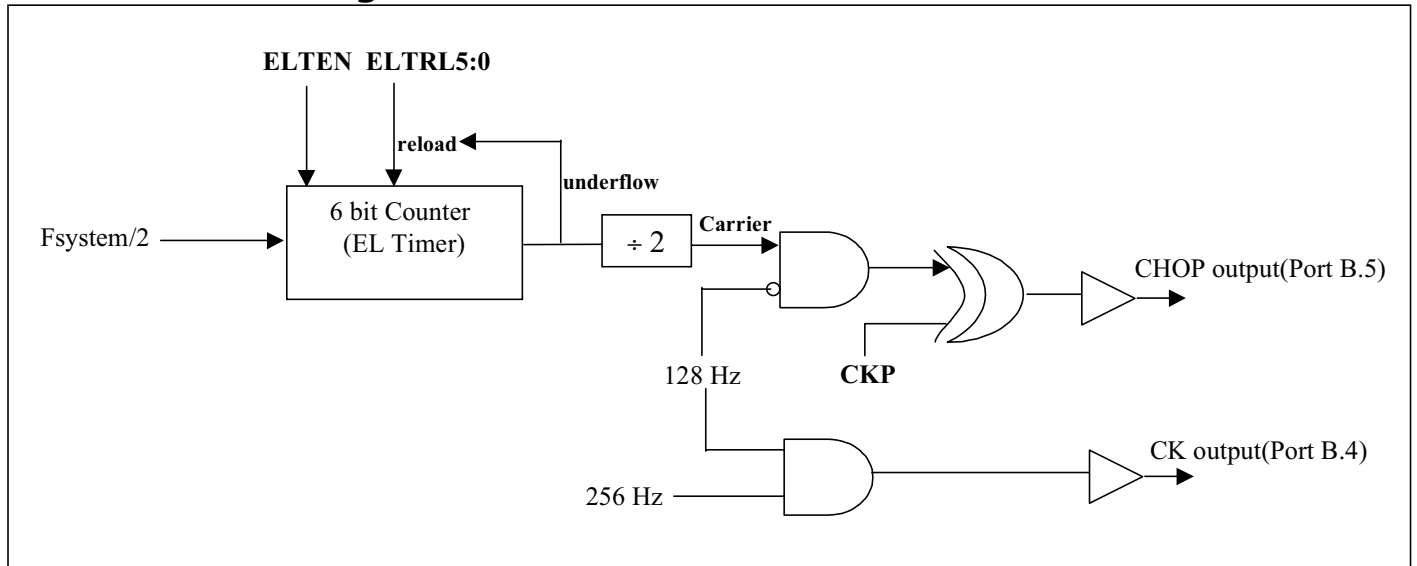 ELTEN ELTRL5:0
reload
underflow
6 bit Counter
(EL Timer)
Fsystem/2
÷ 2
Carrier
CHOP output(Port B.5)
128 Hz
CKP
CK output(Port B.4)
256 Hz